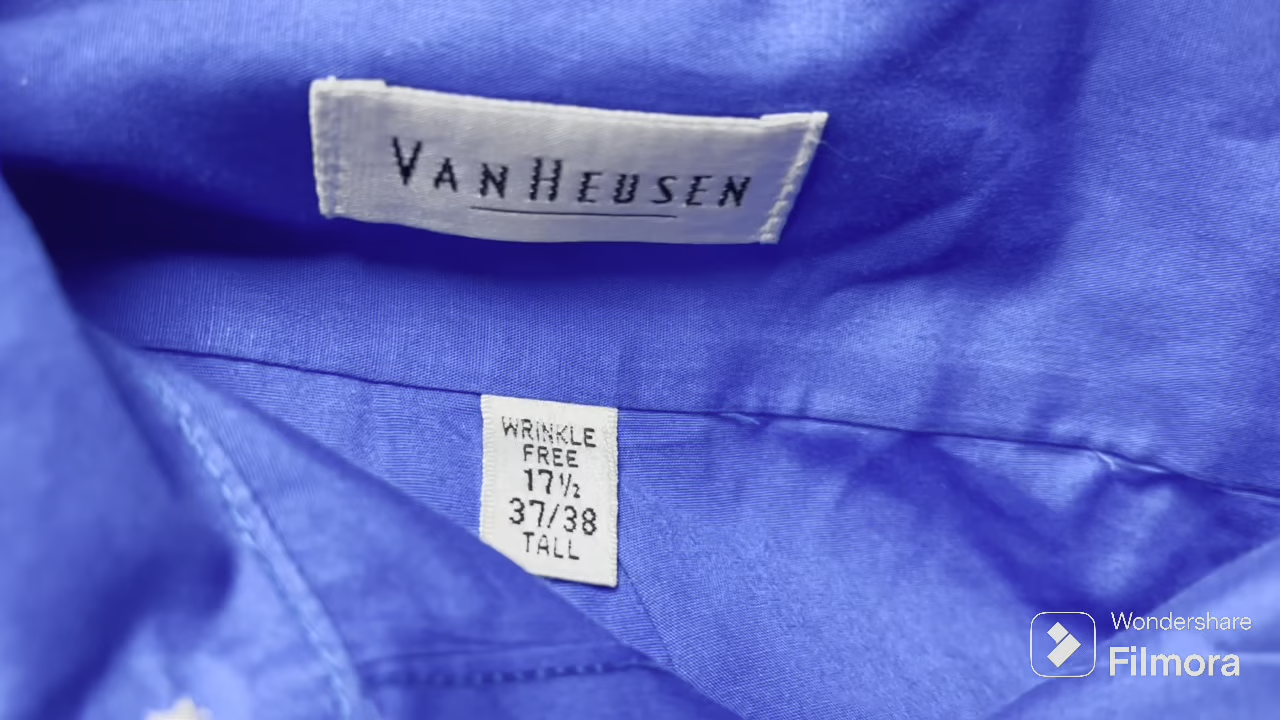 VAN HEUSEN
WRINKLE
FREE
17½
37/38
TALL
Wondershare
Filmora